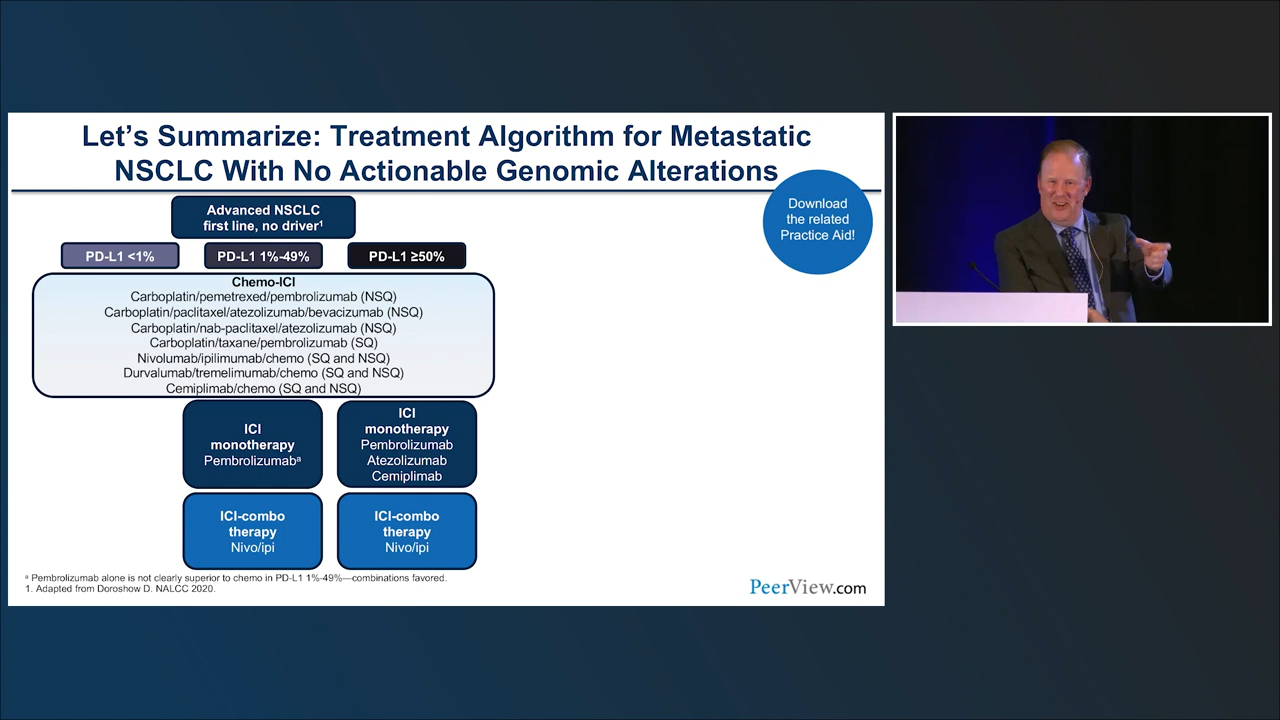 Let's Summarize: Treatment Algorithm for Metastatic
NSCLC With No Actionable Genomic Alterations
Download
the related
Practice Aid!
Advanced NSCLC
first line, no driver¹
PD-L1 <1%
PD-L1 1%-49%
PD-L1 ≥50%
Chemo-ICI
Carboplatin/pemetrexed/pembrolizumab (NSQ)
Carboplatin/paclitaxel/atezolizumab/bevacizumab (NSQ)
Carboplatin/nab-paclitaxel/atezolizumab (NSQ)
Carboplatin/taxane/pembrolizumab (SQ)
Nivolumab/ipilimumab/chemo (SQ and NSQ)
Durvalumab/tremelimumab/chemo (SQ and NSQ)
Cemiplimab/chemo (SQ and NSQ)
ICI
monotherapy
Pembrolizumabᵃ
ICI
monotherapy
Pembrolizumab
Atezolizumab
Cemiplimab
ICI-combo
therapy
Nivo/ipi
ICI-combo
therapy
Nivo/ipi
ᵃ Pembrolizumab alone is not clearly superior to chemo in PD-L1 1%-49%—combinations favored.
1. Adapted from Doroshow D. NALCC 2020.
PeerView.com